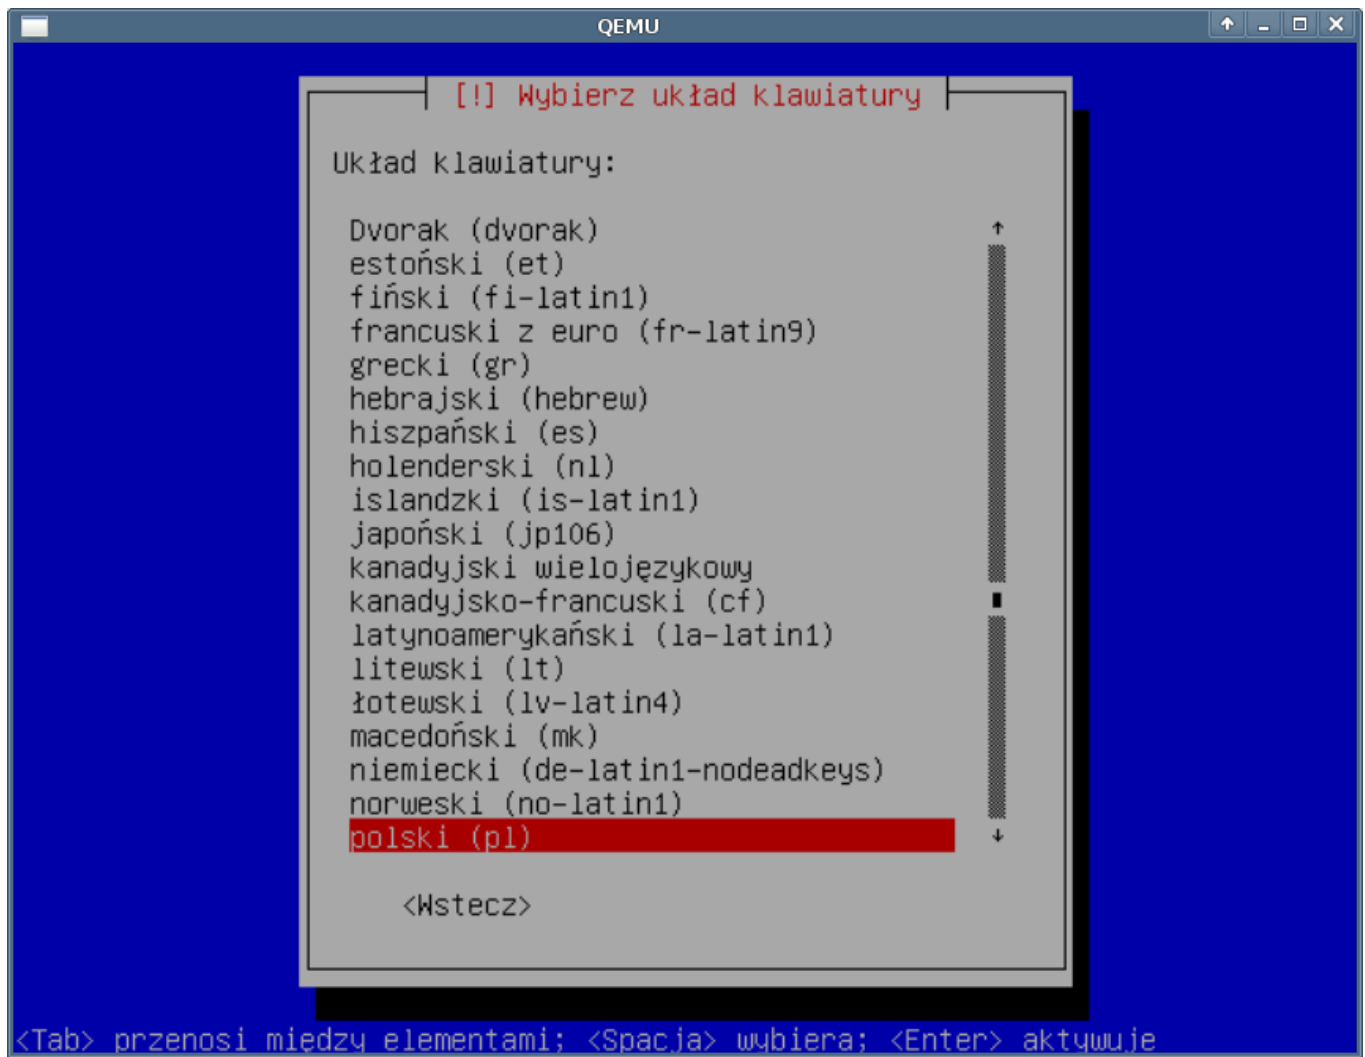 QEMU
[!] Wybierz układ klawiatury
Układ klawiatury:
Dvorak (dvorak)
estoński (et)
fiński (fi-latin1)
francuski z euro (fr-latin9)
grecki (gr)
hebrajski (hebrew)
hiszpański (es)
holenderski (nl)
islandzki (is-latin1)
japoński (jp106)
kanadyjski wielojęzykowy
kanadyjsko-francuski (cf)
latynoamerykański (la-latin1)
litewski (lt)
łotewski (lv-latin4)
macedoński (mk)
niemiecki (de-latin1-nodeadkeys)
norweski (no-latin1)
polski (pl)
<Wstecz>
<Tab> przenosi między elementami; <Spacja> wybiera; <Enter> aktywuje